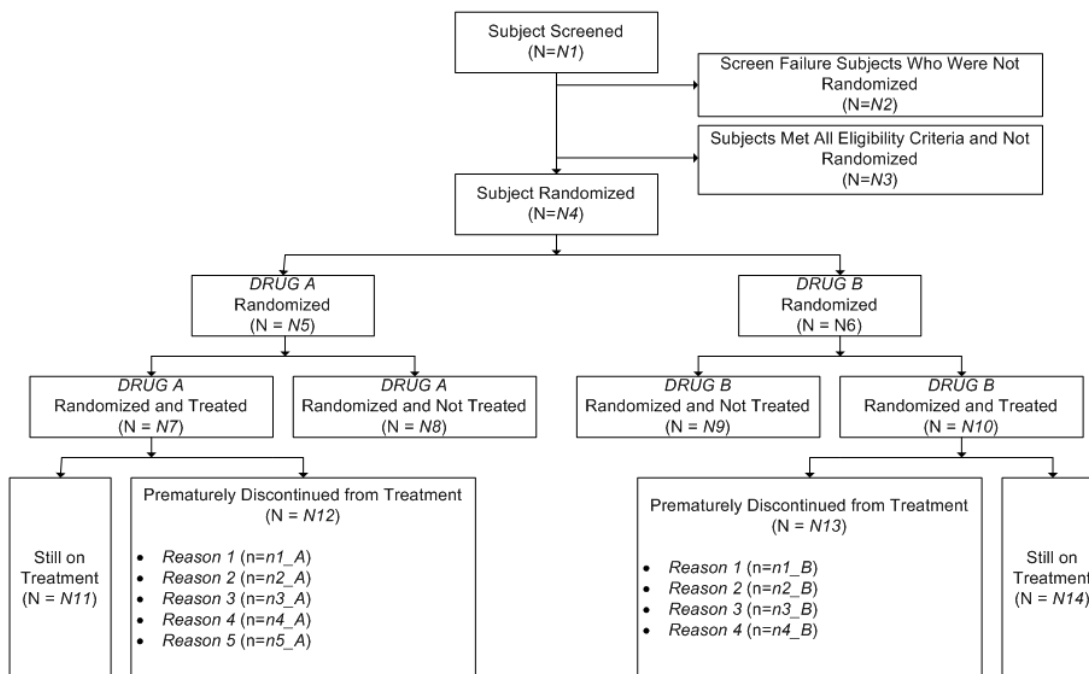 Subject Screened
(N=N1)
Screen Failure Subjects Who Were Not
Randomized
(N=N2)
Subjects Met All Eligibility Criteria and Not
Randomized
(N=N3)
Subject Randomized
(N=N4)
DRUG A
Randomized
(N = N5)
DRUG B
Randomized
(N = N6)
DRUG A
Randomized and Treated
(N = N7)
DRUG A
Randomized and Not Treated
(N = N8)
DRUG B
Randomized and Not Treated
(N = N9)
DRUG B
Randomized and Treated
(N = N10)
Still on
Treatment
(N = N11)
Prematurely Discontinued from Treatment
(N = N12)
• Reason 1 (n=n1_A)
• Reason 2 (n=n2_A)
• Reason 3 (n=n3_A)
• Reason 4 (n=n4_A)
• Reason 5 (n=n5_A)
Prematurely Discontinued from Treatment
(N = N13)
• Reason 1 (n=n1_B)
• Reason 2 (n=n2_B)
• Reason 3 (n=n3_B)
• Reason 4 (n=n4_B)
Still on
Treatment
(N = N14)